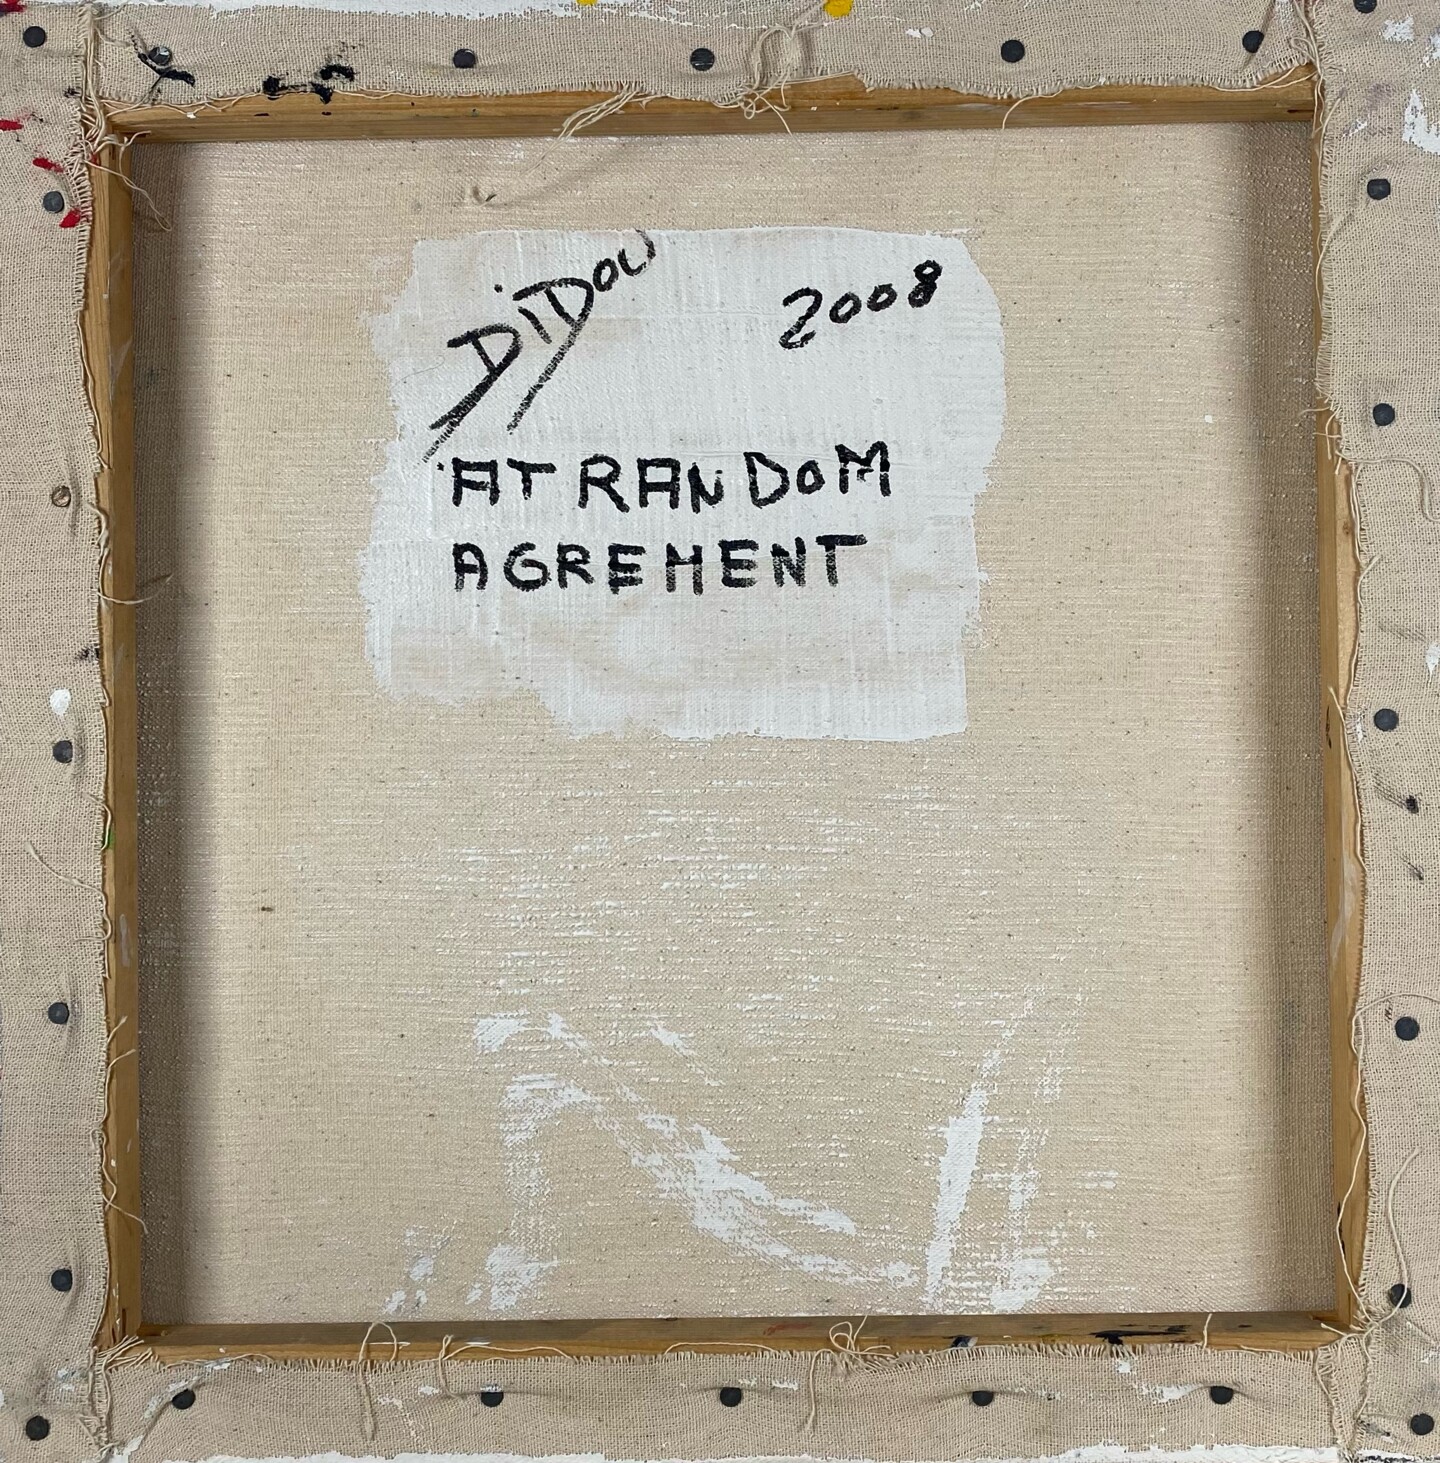 DiDou 2008
AT RANDOM
AGREMENT